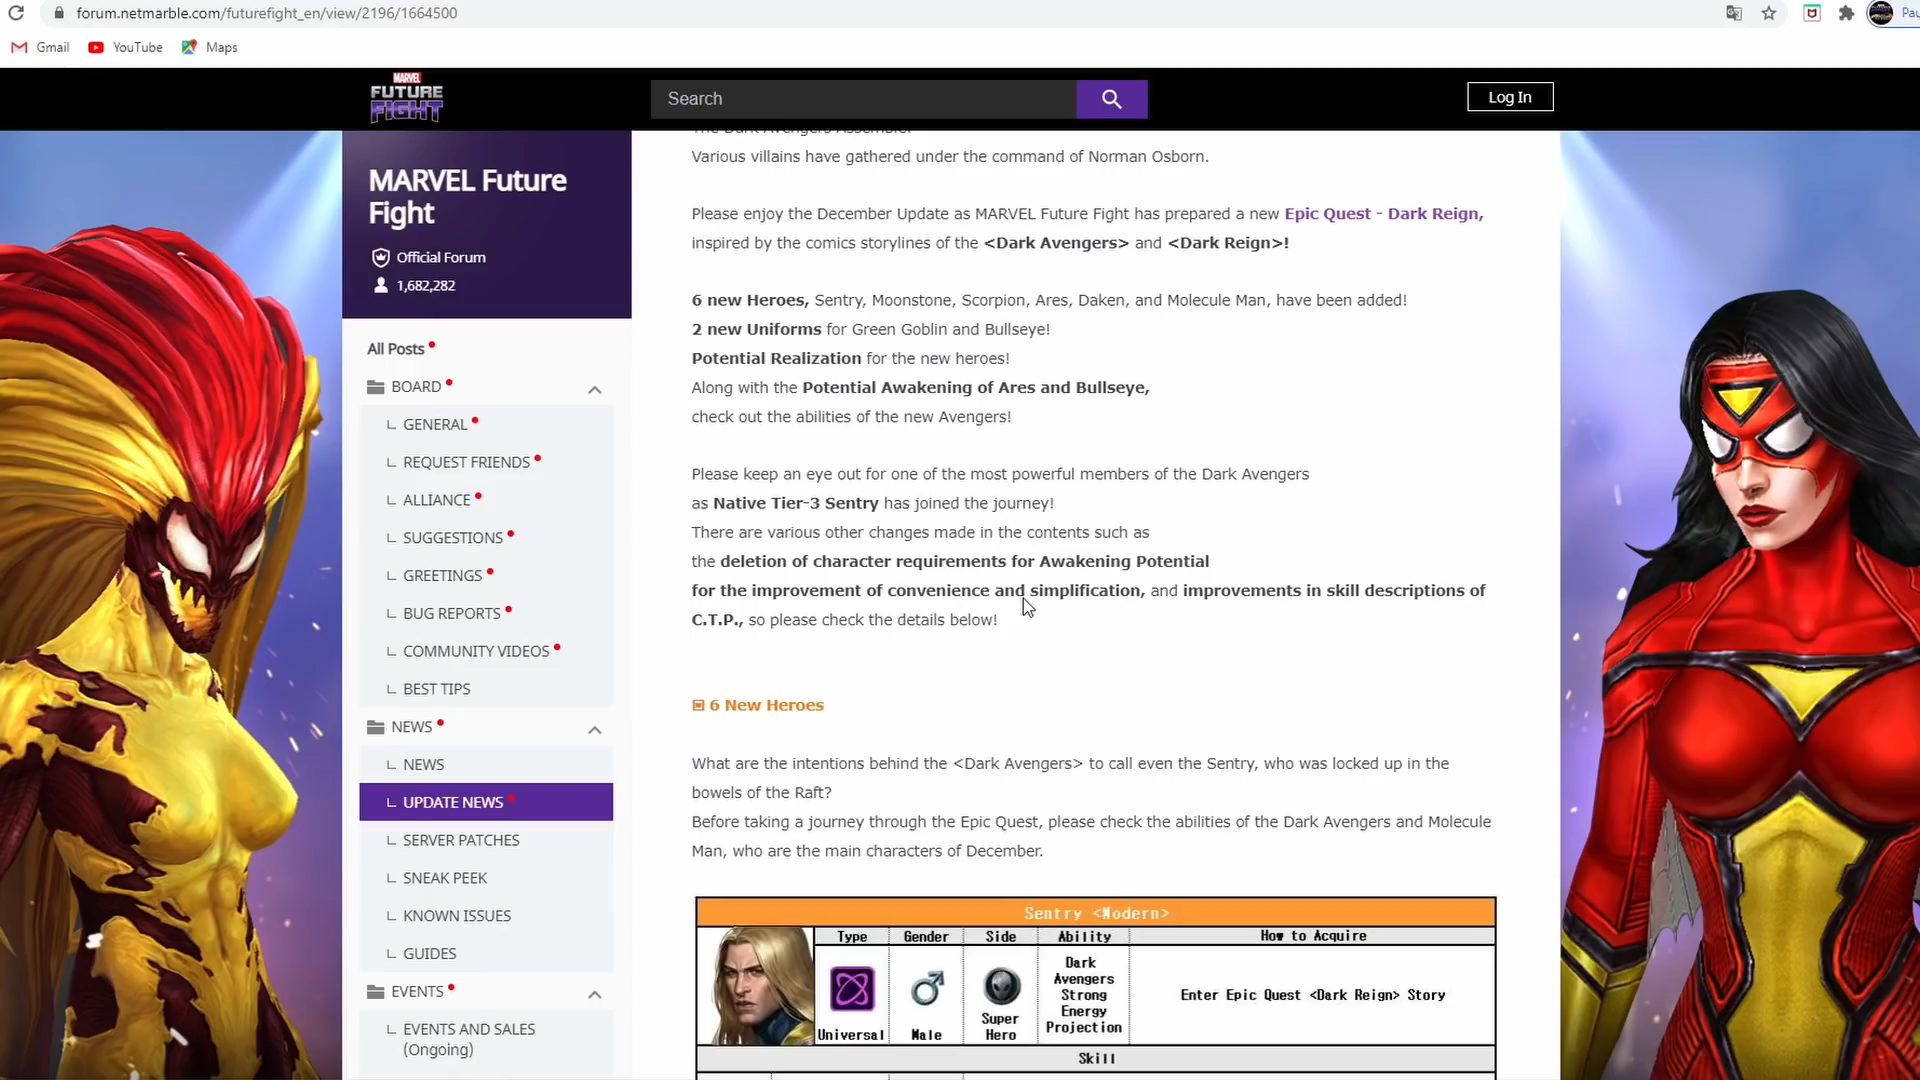 forum.netmarble.com/futurefight_en/view/2196/1664500
Pau
Gmail
YouTube
Maps
MARVEL
FUTURE
FIGHT
Search
Log In
MARVEL Future
Fight
Official Forum
1,682,282
All Posts
BOARD
GENERAL
REQUEST FRIENDS
ALLIANCE
SUGGESTIONS
GREETINGS
BUG REPORTS
COMMUNITY VIDEOS
BEST TIPS
NEWS
NEWS
UPDATE NEWS
SERVER PATCHES
SNEAK PEEK
KNOWN ISSUES
GUIDES
EVENTS
EVENTS AND SALES
(Ongoing)
The Dark Avengers Assemble!
Various villains have gathered under the command of Norman Osborn.
Please enjoy the December Update as MARVEL Future Fight has prepared a new Epic Quest - Dark Reign,
inspired by the comics storylines of the <Dark Avengers> and <Dark Reign>!
6 new Heroes, Sentry, Moonstone, Scorpion, Ares, Daken, and Molecule Man, have been added!
2 new Uniforms for Green Goblin and Bullseye!
Potential Realization for the new heroes!
Along with the Potential Awakening of Ares and Bullseye,
check out the abilities of the new Avengers!
Please keep an eye out for one of the most powerful members of the Dark Avengers
as Native Tier-3 Sentry has joined the journey!
There are various other changes made in the contents such as
the deletion of character requirements for Awakening Potential
for the improvement of convenience and simplification, and improvements in skill descriptions of
C.T.P., so please check the details below!
6 New Heroes
What are the intentions behind the <Dark Avengers> to call even the Sentry, who was locked up in the
bowels of the Raft?
Before taking a journey through the Epic Quest, please check the abilities of the Dark Avengers and Molecule
Man, who are the main characters of December.
Sentry <Modern>
Type Gender Side Ability How to Acquire
Universal
Male
Super
Hero
Dark
Avengers
Strong
Energy
Projection
Enter Epic Quest <Dark Reign> Story
Skill